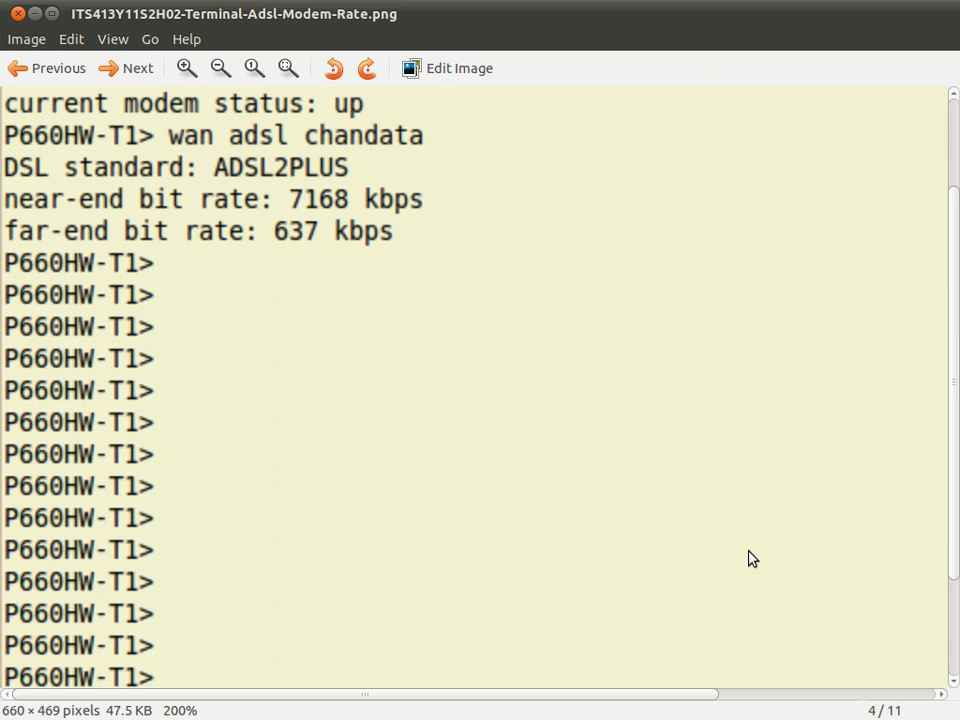 ITS413Y11S2H02-Terminal-Adsl-Modem-Rate.png
Image Edit View Go Help
Previous Next Edit Image
current modem status: up
P660HW-T1> wan adsl chandata
DSL standard: ADSL2PLUS
near-end bit rate: 7168 kbps
far-end bit rate: 637 kbps
P660HW-T1>
P660HW-T1>
P660HW-T1>
P660HW-T1>
P660HW-T1>
P660HW-T1>
P660HW-T1>
P660HW-T1>
P660HW-T1>
P660HW-T1>
P660HW-T1>
P660HW-T1>
P660HW-T1>
P660HW-T1>
660 × 469 pixels 47.5 KB 200% 4 / 11